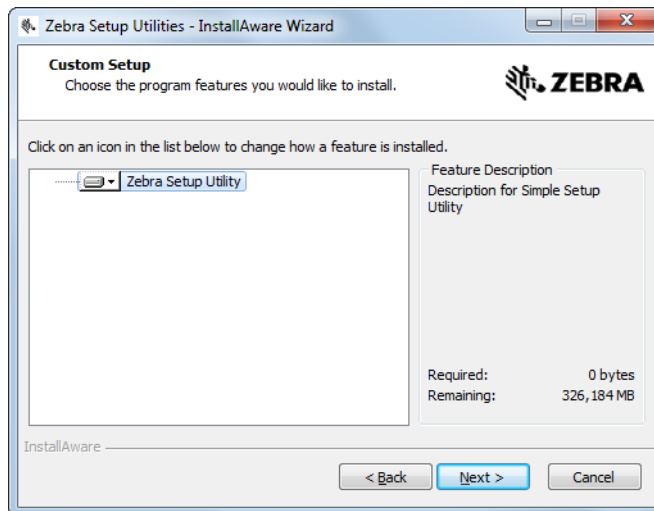 Zebra Setup Utilities - InstallAware Wizard
Custom Setup
Choose the program features you would like to install.
ZEBRA
Click on an icon in the list below to change how a feature is installed.
Zebra Setup Utility
Feature Description
Description for Simple Setup
Utility
Required: 0 bytes
Remaining: 326,184 MB
InstallAware
< Back Next > Cancel